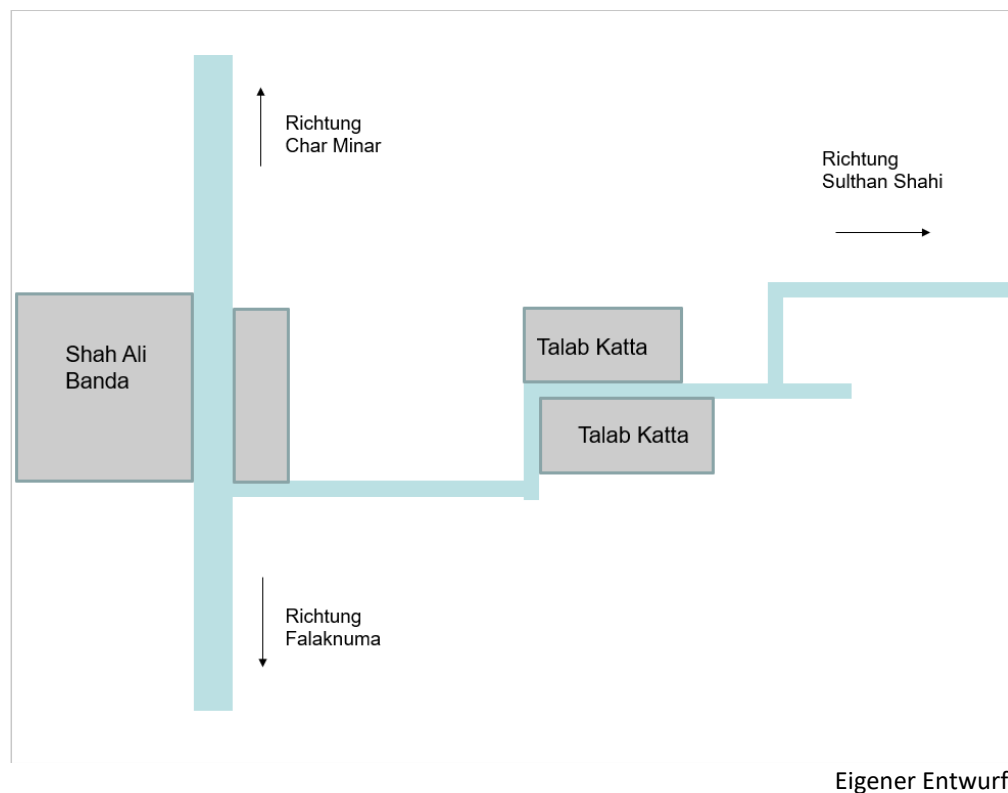 Richtung
Char Minar
Richtung
Sulthan Shahi
Shah Ali
Banda
Talab Katta
Talab Katta
Richtung
Falaknuma
Eigener Entwurf